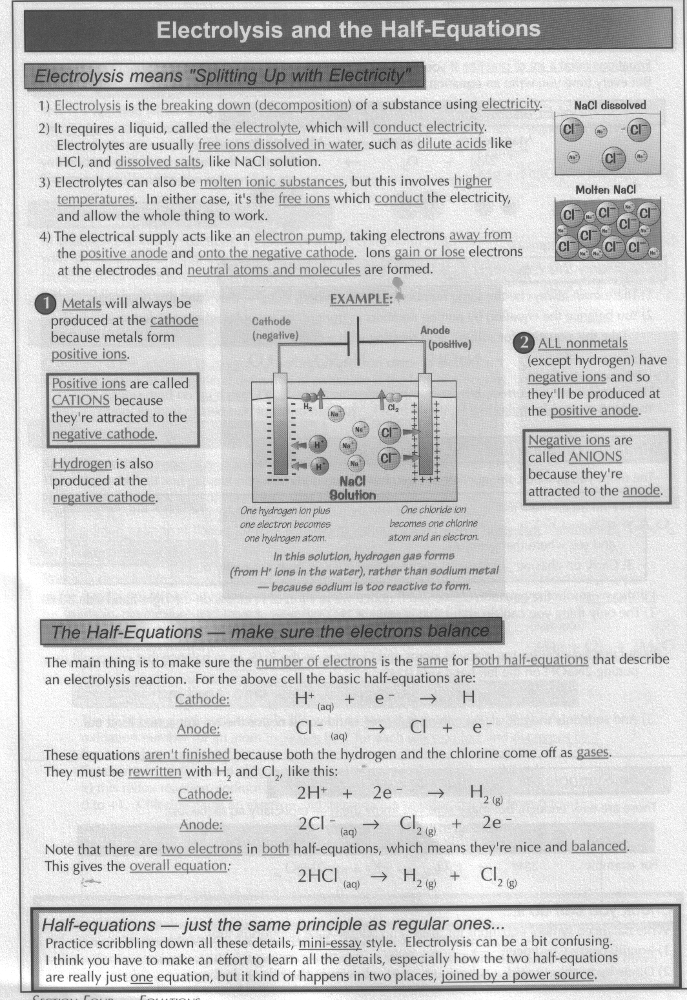 Electrolysis and the Half-Equations
Electrolysis means "Splitting Up with Electricity"
1) Electrolysis is the breaking down (decomposition) of a substance using electricity.
2) It requires a liquid, called the electrolyte, which will conduct electricity.
Electrolytes are usually free ions dissolved in water, such as dilute acids like
HCl, and dissolved salts, like NaCl solution.
3) Electrolytes can also be molten ionic substances, but this involves higher
temperatures. In either case, it's the free ions which conduct the electricity,
and allow the whole thing to work.
4) The electrical supply acts like an electron pump, taking electrons away from
the positive anode and onto the negative cathode. Ions gain or lose electrons
at the electrodes and neutral atoms and molecules are formed.
NaCl dissolved
Cl⁻ Na⁺ Cl⁻
Na⁺ Cl⁻ Na⁺
Molten NaCl
Cl⁻ Na⁺ Cl⁻ Na⁺ Cl⁻
Na⁺ Cl⁻ Na⁺ Cl⁻ Na⁺
Cl⁻ Na⁺ Na⁺ Cl⁻ Cl⁻ Na⁺
1 Metals will always be
produced at the cathode
because metals form
positive ions.
Positive ions are called
CATIONS because
they're attracted to the
negative cathode.
Hydrogen is also
produced at the
negative cathode.
EXAMPLE:
Cathode
(negative)
Anode
(positive)
H₂ Na⁺ Cl₂
Na⁺ Cl⁻
H⁺ Na⁺
H⁺ Na⁺ Cl⁻
NaCl
Solution
One hydrogen ion plus
one electron becomes
one hydrogen atom.
One chloride ion
becomes one chlorine
atom and an electron.
In this solution, hydrogen gas forms
(from H⁺ ions in the water), rather than sodium metal
— because sodium is too reactive to form.
2 ALL nonmetals
(except hydrogen) have
negative ions and so
they'll be produced at
the positive anode.
Negative ions are
called ANIONS
because they're
attracted to the anode.
The Half-Equations — make sure the electrons balance
The main thing is to make sure the number of electrons is the same for both half-equations that describe
an electrolysis reaction. For the above cell the basic half-equations are:
Cathode: H⁺ (aq) + e⁻ → H
Anode: Cl⁻ (aq) → Cl + e⁻
These equations aren't finished because both the hydrogen and the chlorine come off as gases.
They must be rewritten with H₂ and Cl₂, like this:
Cathode: 2H⁺ + 2e⁻ → H₂ (g)
Anode: 2Cl⁻ (aq) → Cl₂ (g) + 2e⁻
Note that there are two electrons in both half-equations, which means they're nice and balanced.
This gives the overall equation:
2HCl (aq) → H₂ (g) + Cl₂ (g)
Half-equations — just the same principle as regular ones...
Practice scribbling down all these details, mini-essay style. Electrolysis can be a bit confusing.
I think you have to make an effort to learn all the details, especially how the two half-equations
are really just one equation, but it kind of happens in two places, joined by a power source.
SECTION FOUR — EQUATIONS